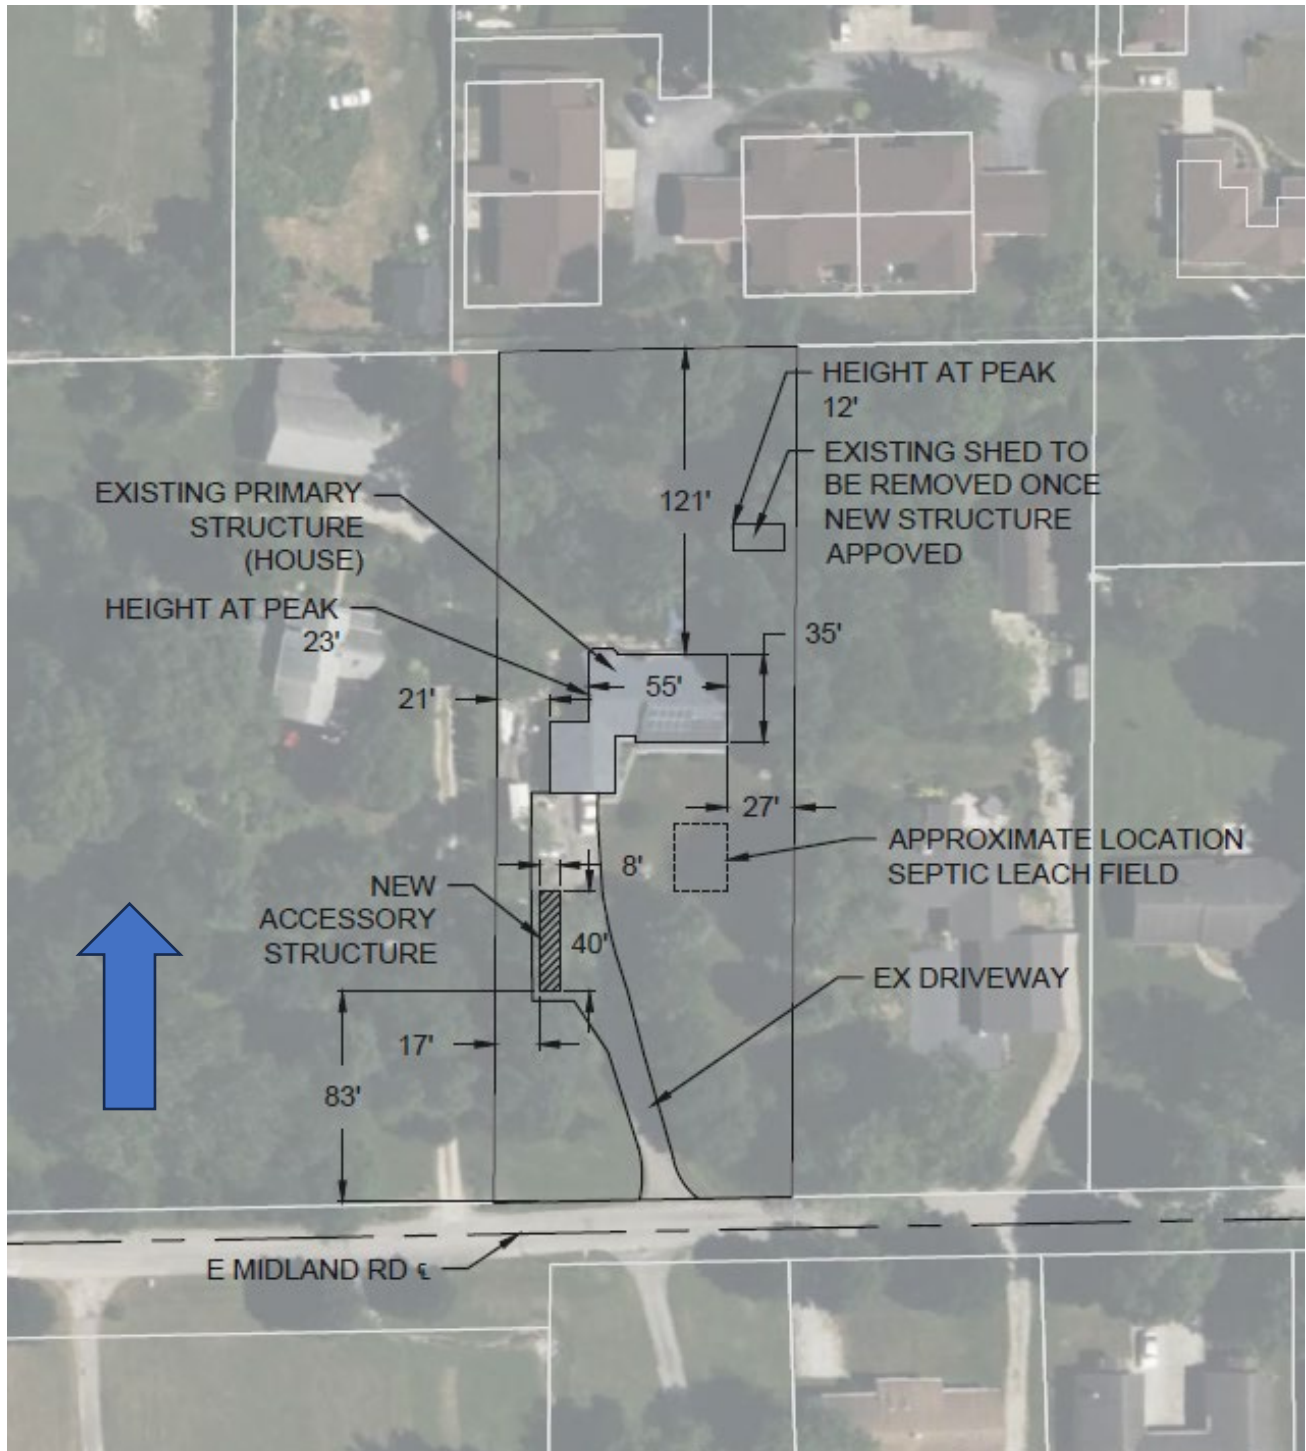 HEIGHT AT PEAK
12'
EXISTING SHED TO
BE REMOVED ONCE
NEW STRUCTURE
APPOVED
121'
EXISTING PRIMARY
STRUCTURE
(HOUSE)
HEIGHT AT PEAK
23'
35'
55'
21'
27'
APPROXIMATE LOCATION
SEPTIC LEACH FIELD
8'
NEW
ACCESSORY
STRUCTURE
40'
EX DRIVEWAY
17'
83'
E MIDLAND RD ℄